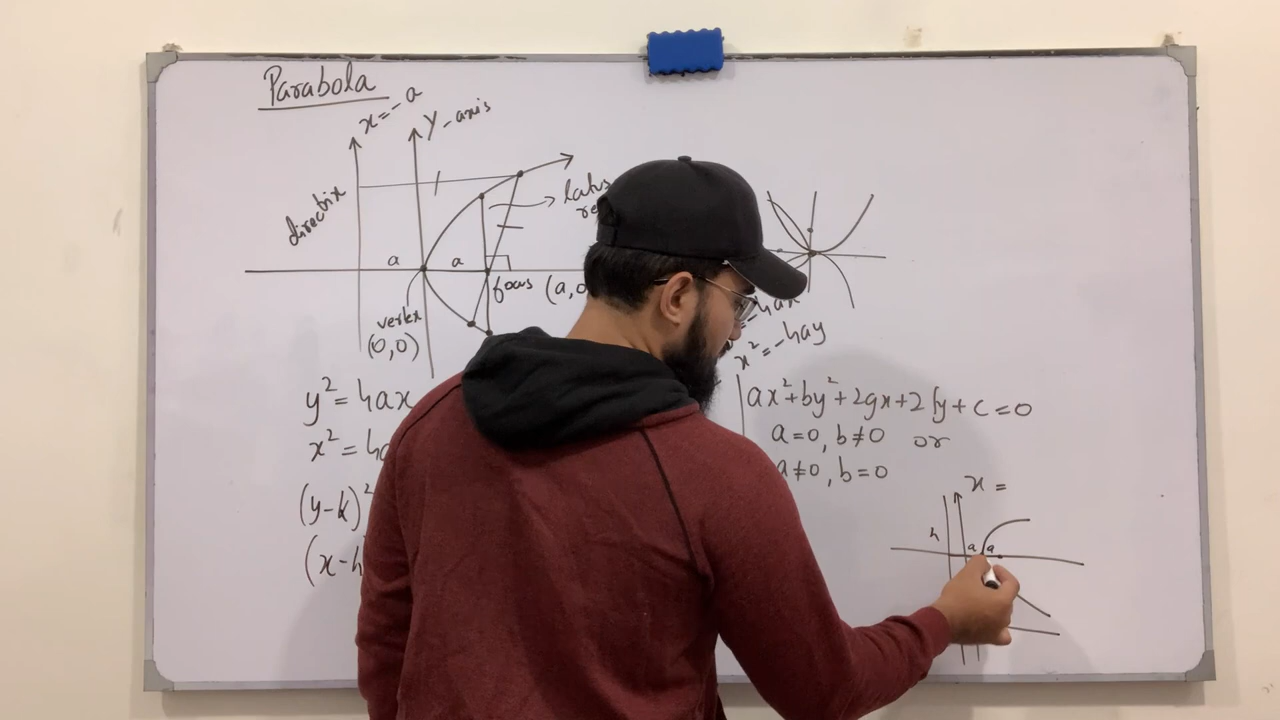 Parabola
x=-a
Y-axis
directrix
latus
a a
focus (a,0
vertex
(0,0)
y²=4ax
x²=4a
(y-k)²
(x-h
=-4ax
x²=-4ay
ax²+by²+2gx+2fy+c=0
a=0, b≠0 or
a≠0, b=0
x=
h
a a